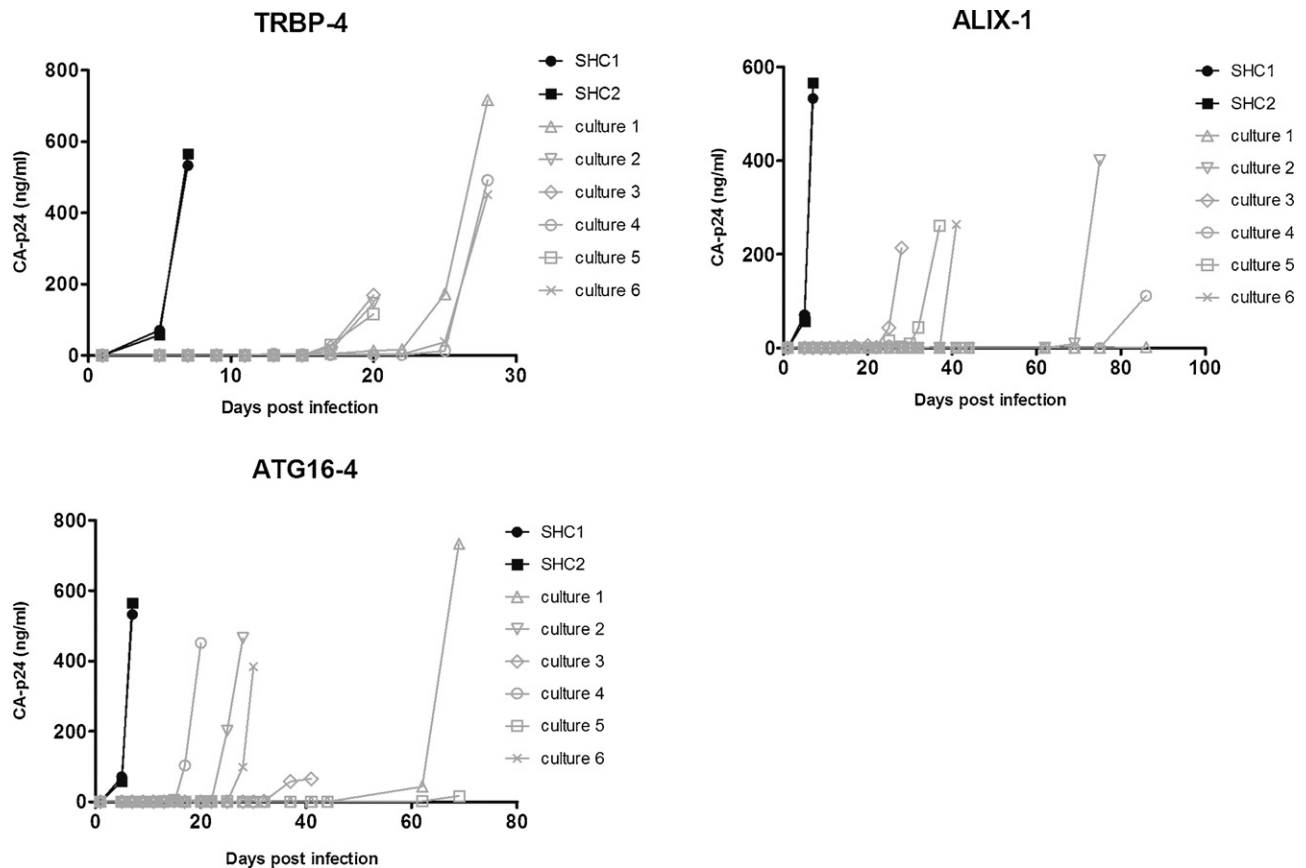 TRBP-4
800
600
400
200
0
CA-p24 (ng/ml)
0 10 20 30
Days post infection
SHC1
SHC2
culture 1
culture 2
culture 3
culture 4
culture 5
culture 6
ALIX-1
600
400
200
0
CA-p24 (ng/ml)
0 20 40 60 80 100
Days post infection
SHC1
SHC2
culture 1
culture 2
culture 3
culture 4
culture 5
culture 6
ATG16-4
800
600
400
200
0
CA-p24 (ng/ml)
0 20 40 60 80
Days post infection
SHC1
SHC2
culture 1
culture 2
culture 3
culture 4
culture 5
culture 6